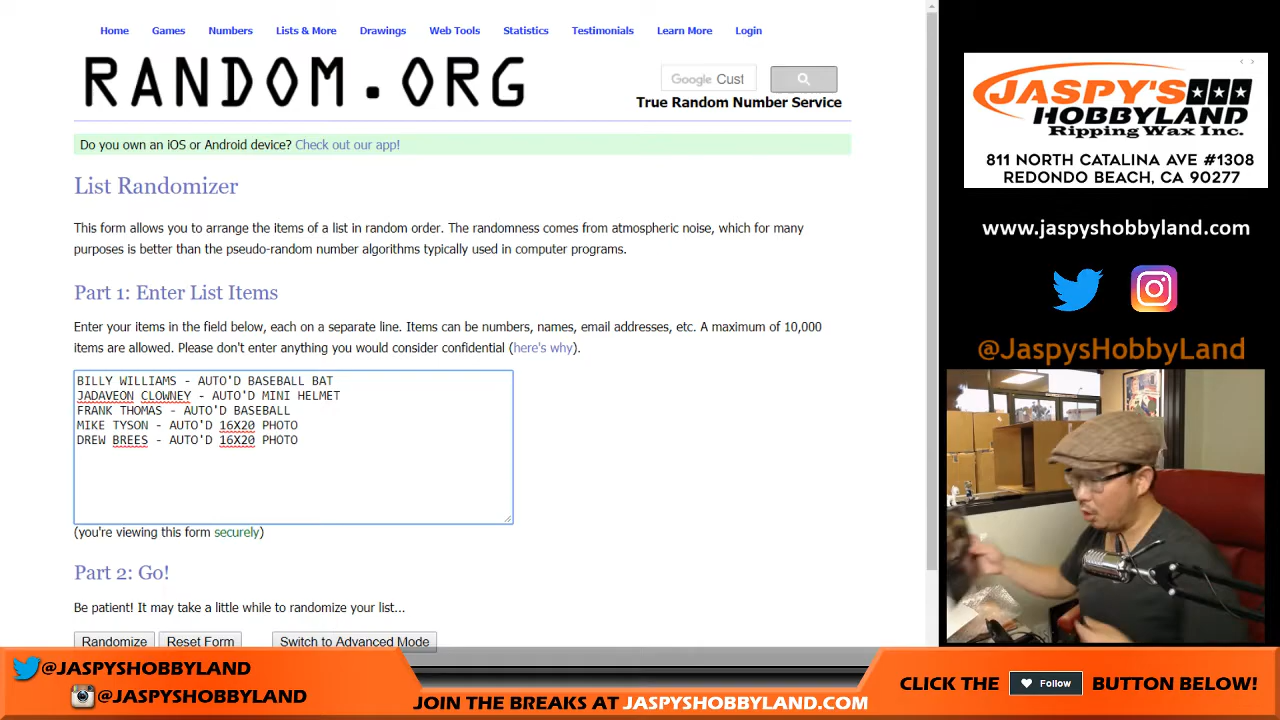 Home Games Numbers Lists & More Drawings Web Tools Statistics Testimonials Learn More Login
RANDOM.ORG
Google Cust
True Random Number Service
Do you own an iOS or Android device? Check out our app!
List Randomizer
This form allows you to arrange the items of a list in random order. The randomness comes from atmospheric noise, which for many
purposes is better than the pseudo-random number algorithms typically used in computer programs.
Part 1: Enter List Items
Enter your items in the field below, each on a separate line. Items can be numbers, names, email addresses, etc. A maximum of 10,000
items are allowed. Please don't enter anything you would consider confidential (here's why).
BILLY WILLIAMS - AUTO'D BASEBALL BAT
JADAVEON CLOWNEY - AUTO'D MINI HELMET
FRANK THOMAS - AUTO'D BASEBALL
MIKE TYSON - AUTO'D 16X20 PHOTO
DREW BREES - AUTO'D 16X20 PHOTO
(you're viewing this form securely)
Part 2: Go!
Be patient! It may take a little while to randomize your list...
Randomize Reset Form Switch to Advanced Mode
JASPY'S
HOBBYLAND
Ripping Wax Inc.
811 NORTH CATALINA AVE #1308
REDONDO BEACH, CA 90277
www.jaspyshobbyland.com
@JaspysHobbyLand
@JASPYSHOBBYLAND
@JASPYSHOBBYLAND
JOIN THE BREAKS AT JASPYSHOBBYLAND.COM
CLICK THE Follow BUTTON BELOW!